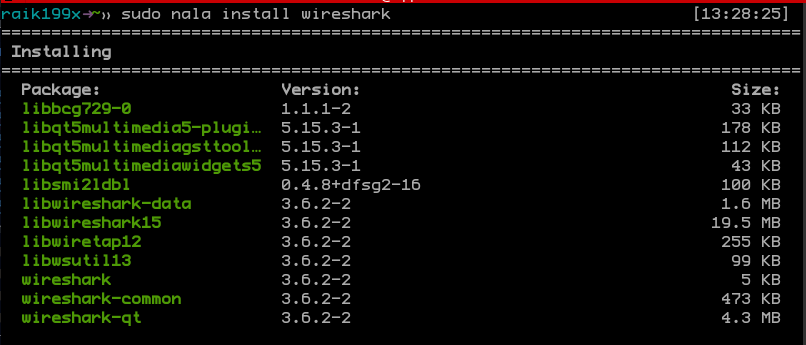 raik199x➜~» sudo nala install wireshark [13:28:25]
================================================================================
Installing
================================================================================
Package: Version: Size:
libbcg729-0 1.1.1-2 33 KB
libqt5multimedia5-plugi… 5.15.3-1 178 KB
libqt5multimediagsttool… 5.15.3-1 112 KB
libqt5multimediawidgets5 5.15.3-1 43 KB
libsmi2ldbl 0.4.8+dfsg2-16 100 KB
libwireshark-data 3.6.2-2 1.6 MB
libwireshark15 3.6.2-2 19.5 MB
libwiretap12 3.6.2-2 255 KB
libwsutil13 3.6.2-2 99 KB
wireshark 3.6.2-2 5 KB
wireshark-common 3.6.2-2 473 KB
wireshark-qt 3.6.2-2 4.3 MB